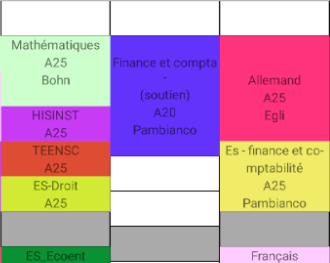 Mathématiques
A25
Bohn
HISINST
A25
TEENSC
A25
ES-Droit
A25
ES_Ecoent
Finance et compta
-
(soutien)
A20
Pambianco
Allemand
A25
Egli
Es - finance et co-
mptabilité
A25
Pambianco
Français